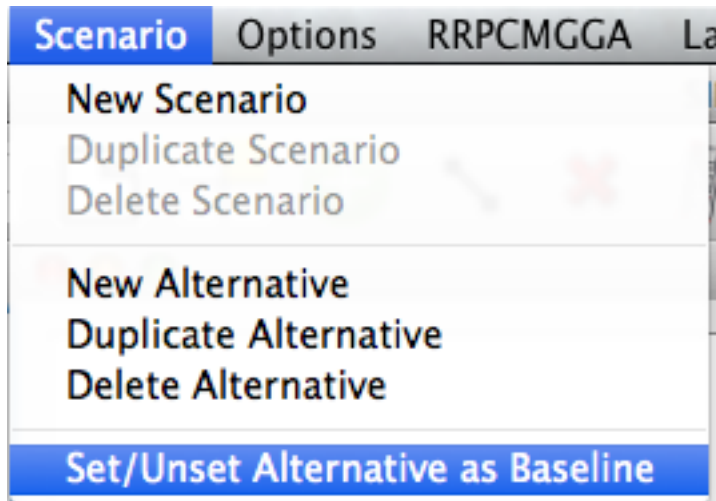 Scenario Options RRPCMGGA La
New Scenario
Duplicate Scenario
Delete Scenario
New Alternative
Duplicate Alternative
Delete Alternative
Set/Unset Alternative as Baseline